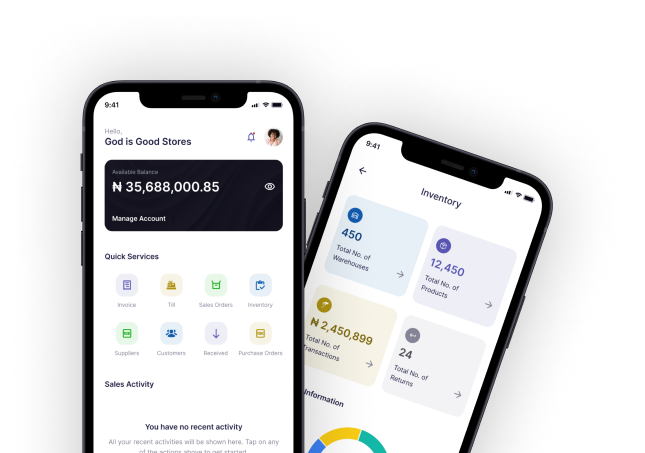 9:41
Hello,
God is Good Stores
Available Balance
₦ 35,688,000.85
Manage Account
Quick Services
Invoice
Till
Sales Orders
Inventory
Suppliers
Customers
Received
Purchase Orders
Sales Activity
You have no recent activity
All your recent activities will be shown here. Tap on any
of the actions above to get started
9:41
Inventory
450
Total No. of
Warehouses
12,450
Total No. of
Products
₦ 2,450,899
Total No. of
Transactions
24
Total No. of
Returns
Information